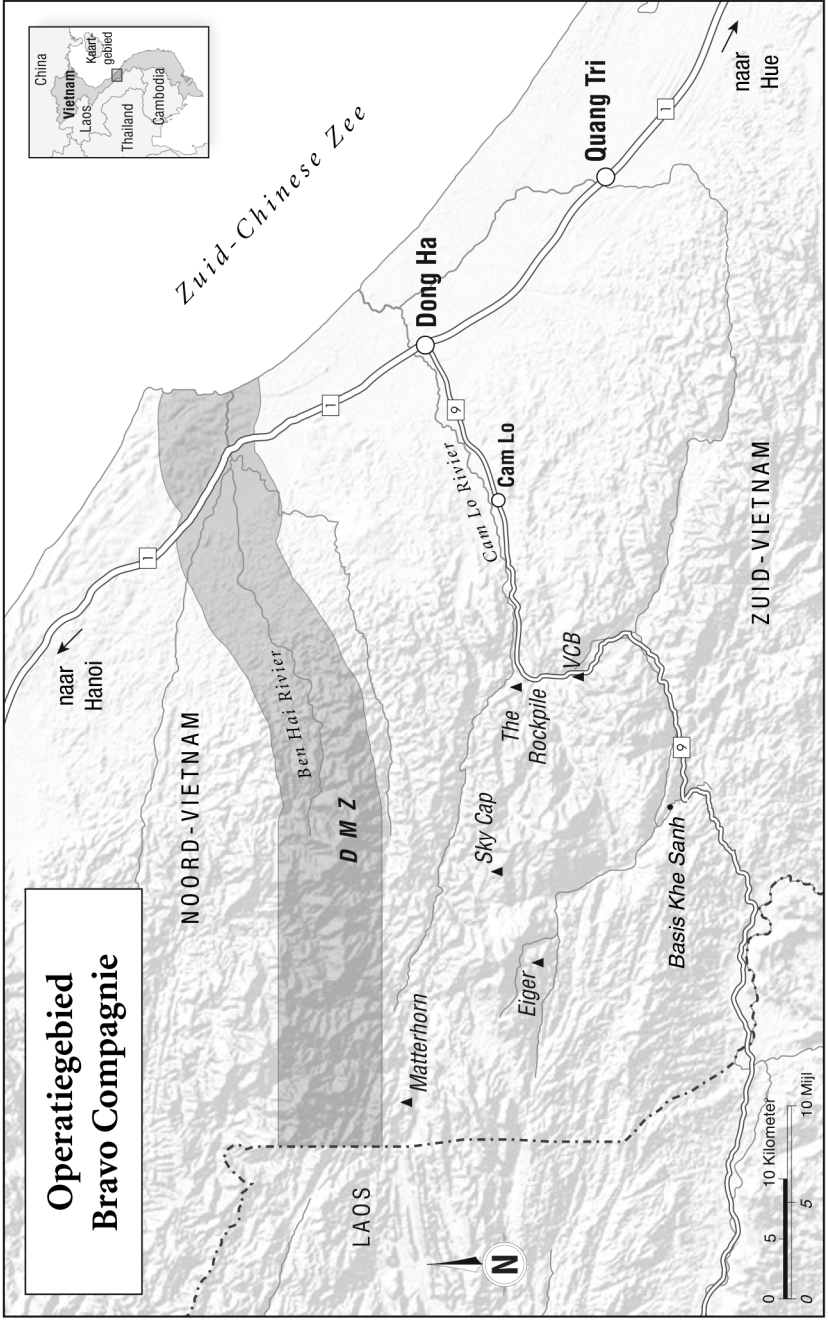 Operatiegebied
Bravo Compagnie
China
Vietnam
Kaart-
gebied
Laos
Thailand
Cambodia
Zuid-Chinese Zee
naar
Hanoi
1
NOORD-VIETNAM
Ben Hai Rivier
DMZ
1
Dong Ha
Quang Tri
1
naar
Hue
9
Cam Lo Rivier
Cam Lo
LAOS
Matterhorn
Sky Cap
The
Rockpile
Eiger
VCB
9
Basis Khe Sanh
ZUID-VIETNAM
N
0 5 10 Kilometer
0 5 10 Mijl